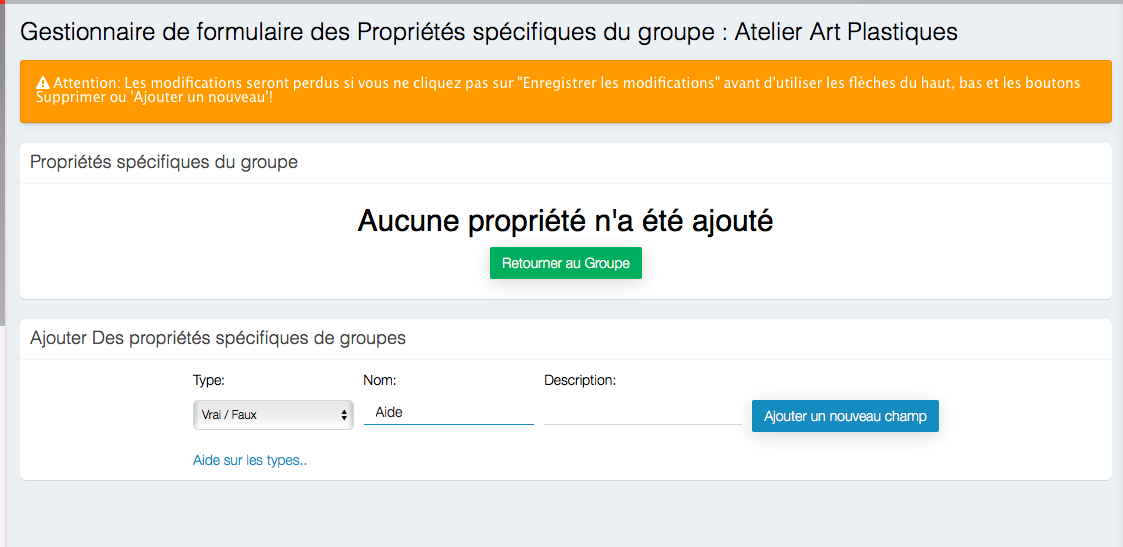 Gestionnaire de formulaire des Propriétés spécifiques du groupe : Atelier Art Plastiques
Attention: Les modifications seront perdus si vous ne cliquez pas sur "Enregistrer les modifications" avant d'utiliser les flèches du haut, bas et les boutons
Supprimer ou 'Ajouter un nouveau'!
Propriétés spécifiques du groupe
Aucune propriété n'a été ajouté
Retourner au Groupe
Ajouter Des propriétés spécifiques de groupes
Type: Nom: Description:
Vrai / Faux Aide Ajouter un nouveau champ
Aide sur les types..